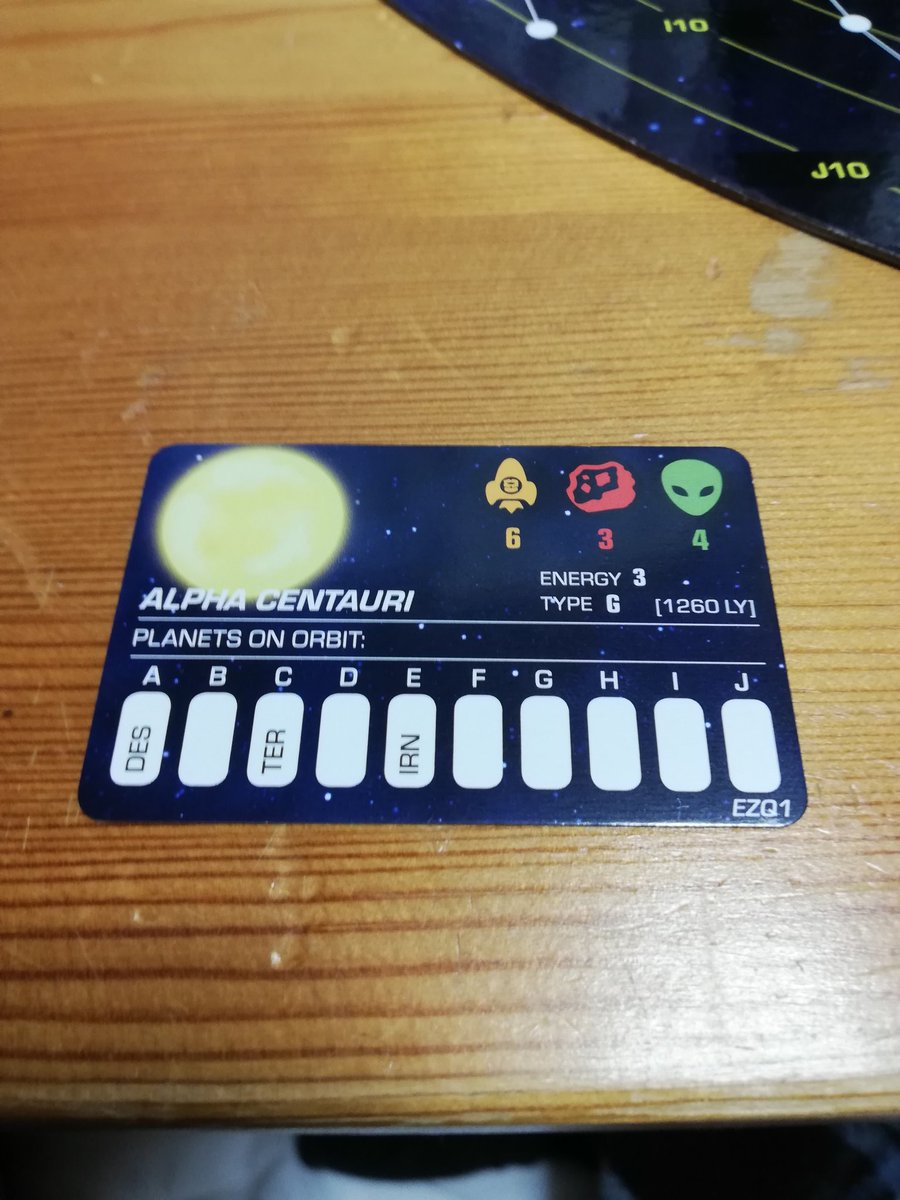 I10
J10
6 3 4
ENERGY 3
ALPHA CENTAURI TYPE G [1260 LY]
PLANETS ON ORBIT:
A B C D E F G H I J
DES TER IRN
EZQ1